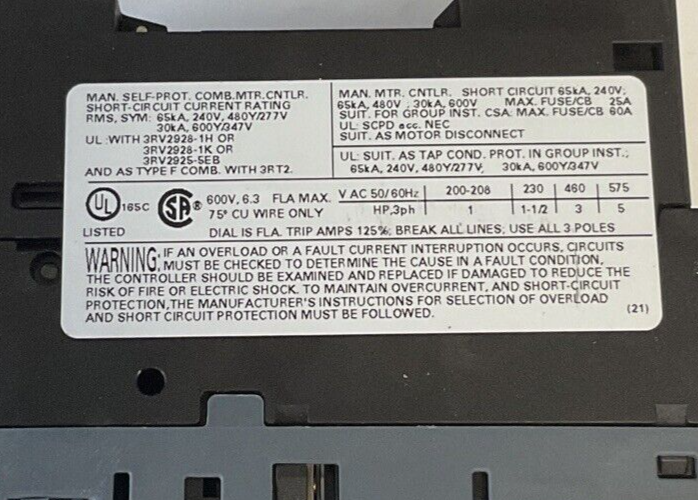 MAN. SELF-PROT. COMB.MTR.CNTLR.
SHORT-CIRCUIT CURRENT RATING
RMS, SYM: 65kA, 240V, 480Y/277V
30kA, 600Y/347V
UL :WITH 3RV2928-1H OR
3RV2928-1K OR
3RV2925-5EB
AND AS TYPE F COMB. WITH 3RT2.
MAN. MTR. CNTLR. SHORT CIRCUIT 65kA, 240V;
65kA, 480V ; 30kA, 600V MAX. FUSE/CB 25A
SUIT. FOR GROUP INST. CSA: MAX. FUSE/CB 60A
UL: SCPD acc. NEC
SUIT. AS MOTOR DISCONNECT
UL: SUIT. AS TAP COND. PROT. IN GROUP INST.;
65kA, 240V, 480Y/277V, 30kA, 600Y/347V
UL 165C
LISTED
SA ®
600V, 6.3 FLA MAX.
75° CU WIRE ONLY
V AC 50/60Hz 200-208 230 460 575
HP,3ph 1 1-1/2 3 5
DIAL IS FLA. TRIP AMPS 125%; BREAK ALL LINES, USE ALL 3 POLES
WARNING: IF AN OVERLOAD OR A FAULT CURRENT INTERRUPTION OCCURS, CIRCUITS
MUST BE CHECKED TO DETERMINE THE CAUSE IN A FAULT CONDITION,
THE CONTROLLER SHOULD BE EXAMINED AND REPLACED IF DAMAGED TO REDUCE THE
RISK OF FIRE OR ELECTRIC SHOCK. TO MAINTAIN OVERCURRENT, AND SHORT-CIRCUIT
PROTECTION,THE MANUFACTURER'S INSTRUCTIONS FOR SELECTION OF OVERLOAD
AND SHORT CIRCUIT PROTECTION MUST BE FOLLOWED.
(21)